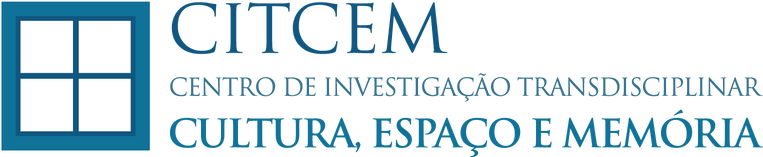 CITCEM
CENTRO DE INVESTIGAÇÃO TRANSDISCIPLINAR
CULTURA, ESPAÇO E MEMÓRIA